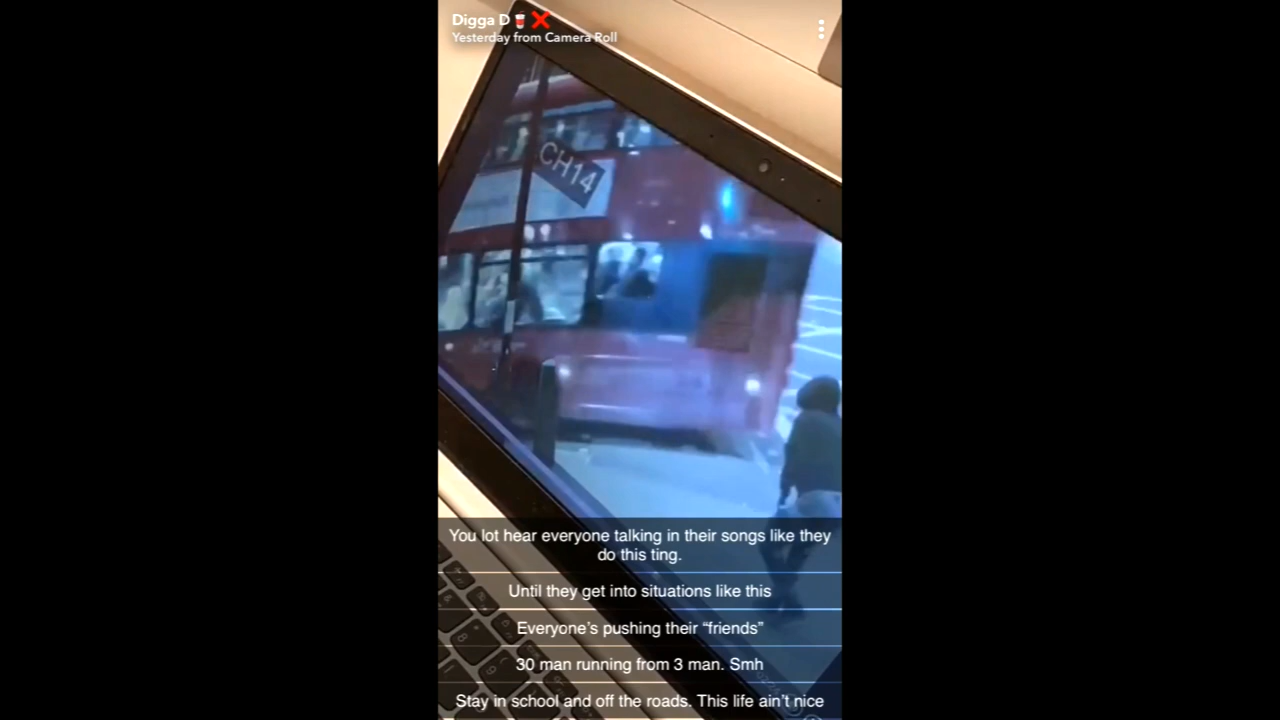 Digga D🥤❌
Yesterday from Camera Roll
CH14
You lot hear everyone talking in their songs like they
do this ting.
Until they get into situations like this
Everyone's pushing their “friends”
30 man running from 3 man. Smh
Stay in school and off the roads. This life ain't nice